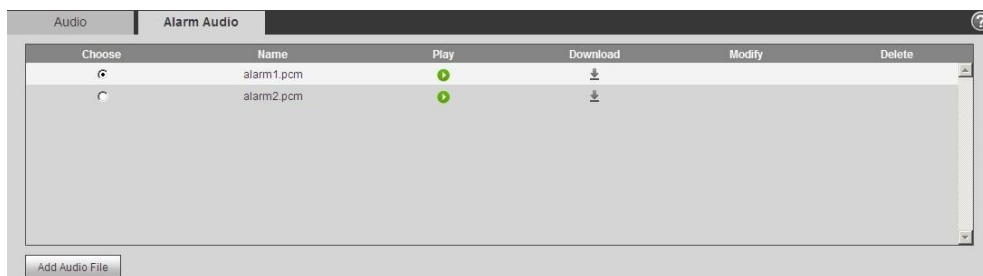 Audio Alarm Audio ?
Choose Name Play Download Modify Delete
alarm1.pcm
alarm2.pcm
Add Audio File